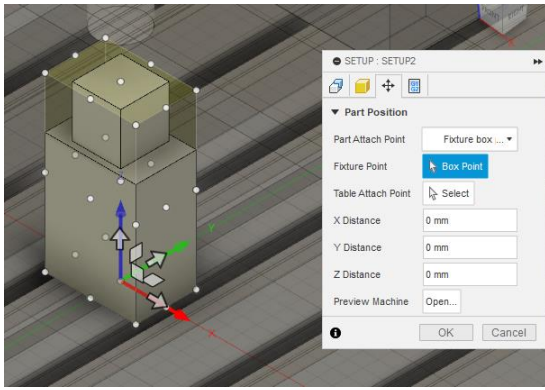 SETUP : SETUP2
Part Position
Part Attach Point Fixture box ...
Fixture Point Box Point
Table Attach Point Select
X Distance 0 mm
Y Distance 0 mm
Z Distance 0 mm
Preview Machine Open...
OK Cancel
Y
X